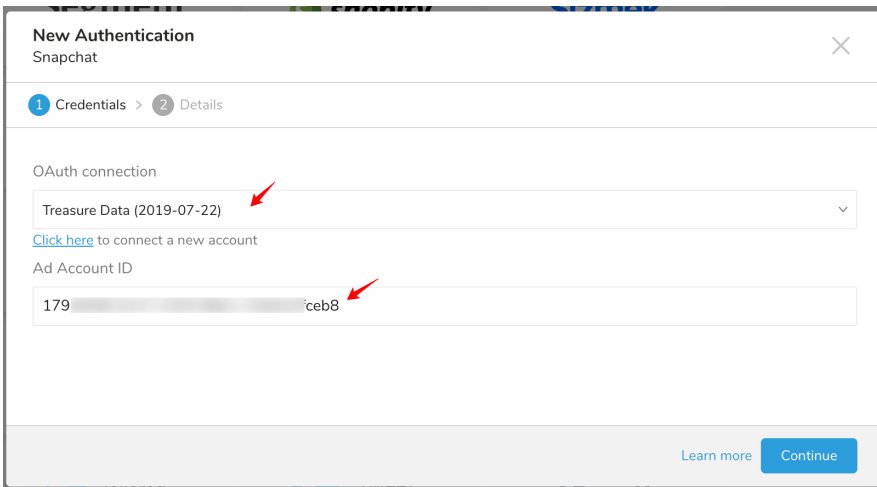 New Authentication
Snapchat
1 Credentials > 2 Details
OAuth connection
Treasure Data (2019-07-22)
Click here to connect a new account
Ad Account ID
179 fceb8
Learn more Continue